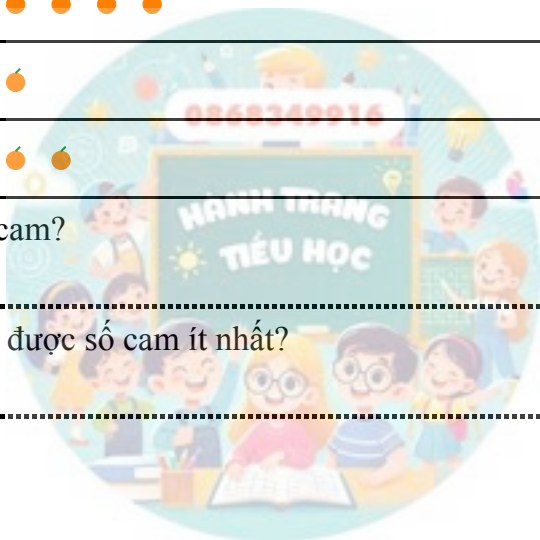 0868349916
HÀNH TRANG
TIỂU HỌC
cam?
được số cam ít nhất?